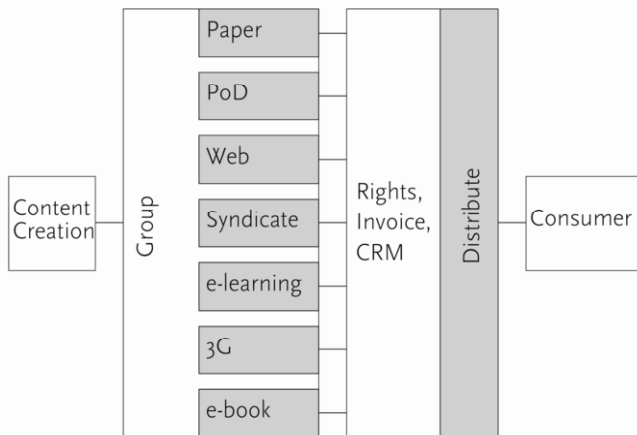 Paper
PoD
Web
Content
Creation
Group
Syndicate
Rights,
Invoice,
CRM
Distribute
Consumer
e-learning
3G
e-book